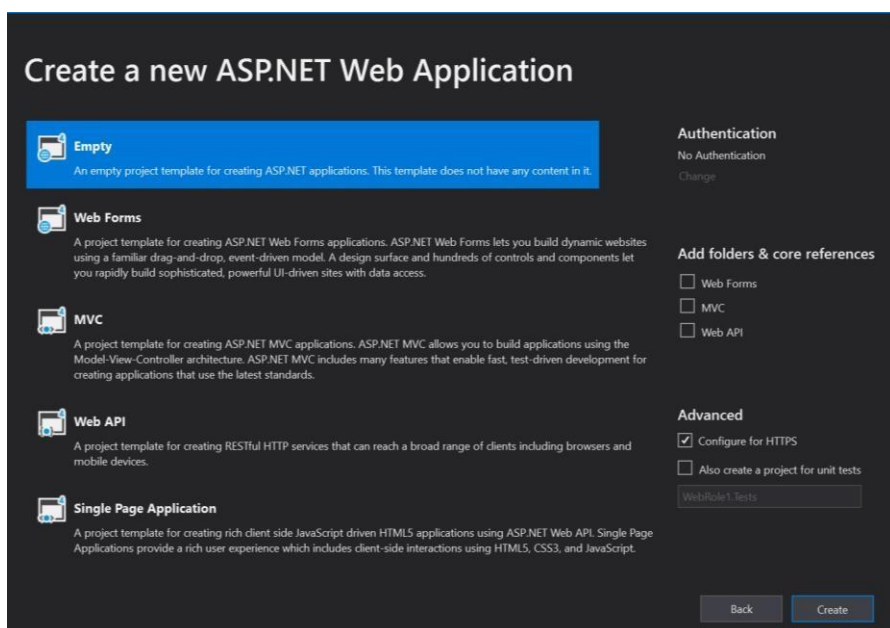 Create a new ASP.NET Web Application
Empty
An empty project template for creating ASP.NET applications. This template does not have any content in it.
Web Forms
A project template for creating ASP.NET Web Forms applications. ASP.NET Web Forms lets you build dynamic websites
using a familiar drag-and-drop, event-driven model. A design surface and hundreds of controls and components let
you rapidly build sophisticated, powerful UI-driven sites with data access.
MVC
A project template for creating ASP.NET MVC applications. ASP.NET MVC allows you to build applications using the
Model-View-Controller architecture. ASP.NET MVC includes many features that enable fast, test-driven development for
creating applications that use the latest standards.
Web API
A project template for creating RESTful HTTP services that can reach a broad range of clients including browsers and
mobile devices.
Single Page Application
A project template for creating rich client side JavaScript driven HTML5 applications using ASP.NET Web API. Single Page
Applications provide a rich user experience which includes client-side interactions using HTML5, CSS3, and JavaScript.
Authentication
No Authentication
Change
Add folders & core references
Web Forms
MVC
Web API
Advanced
Configure for HTTPS
Also create a project for unit tests
WebRole1.Tests
Back
Create